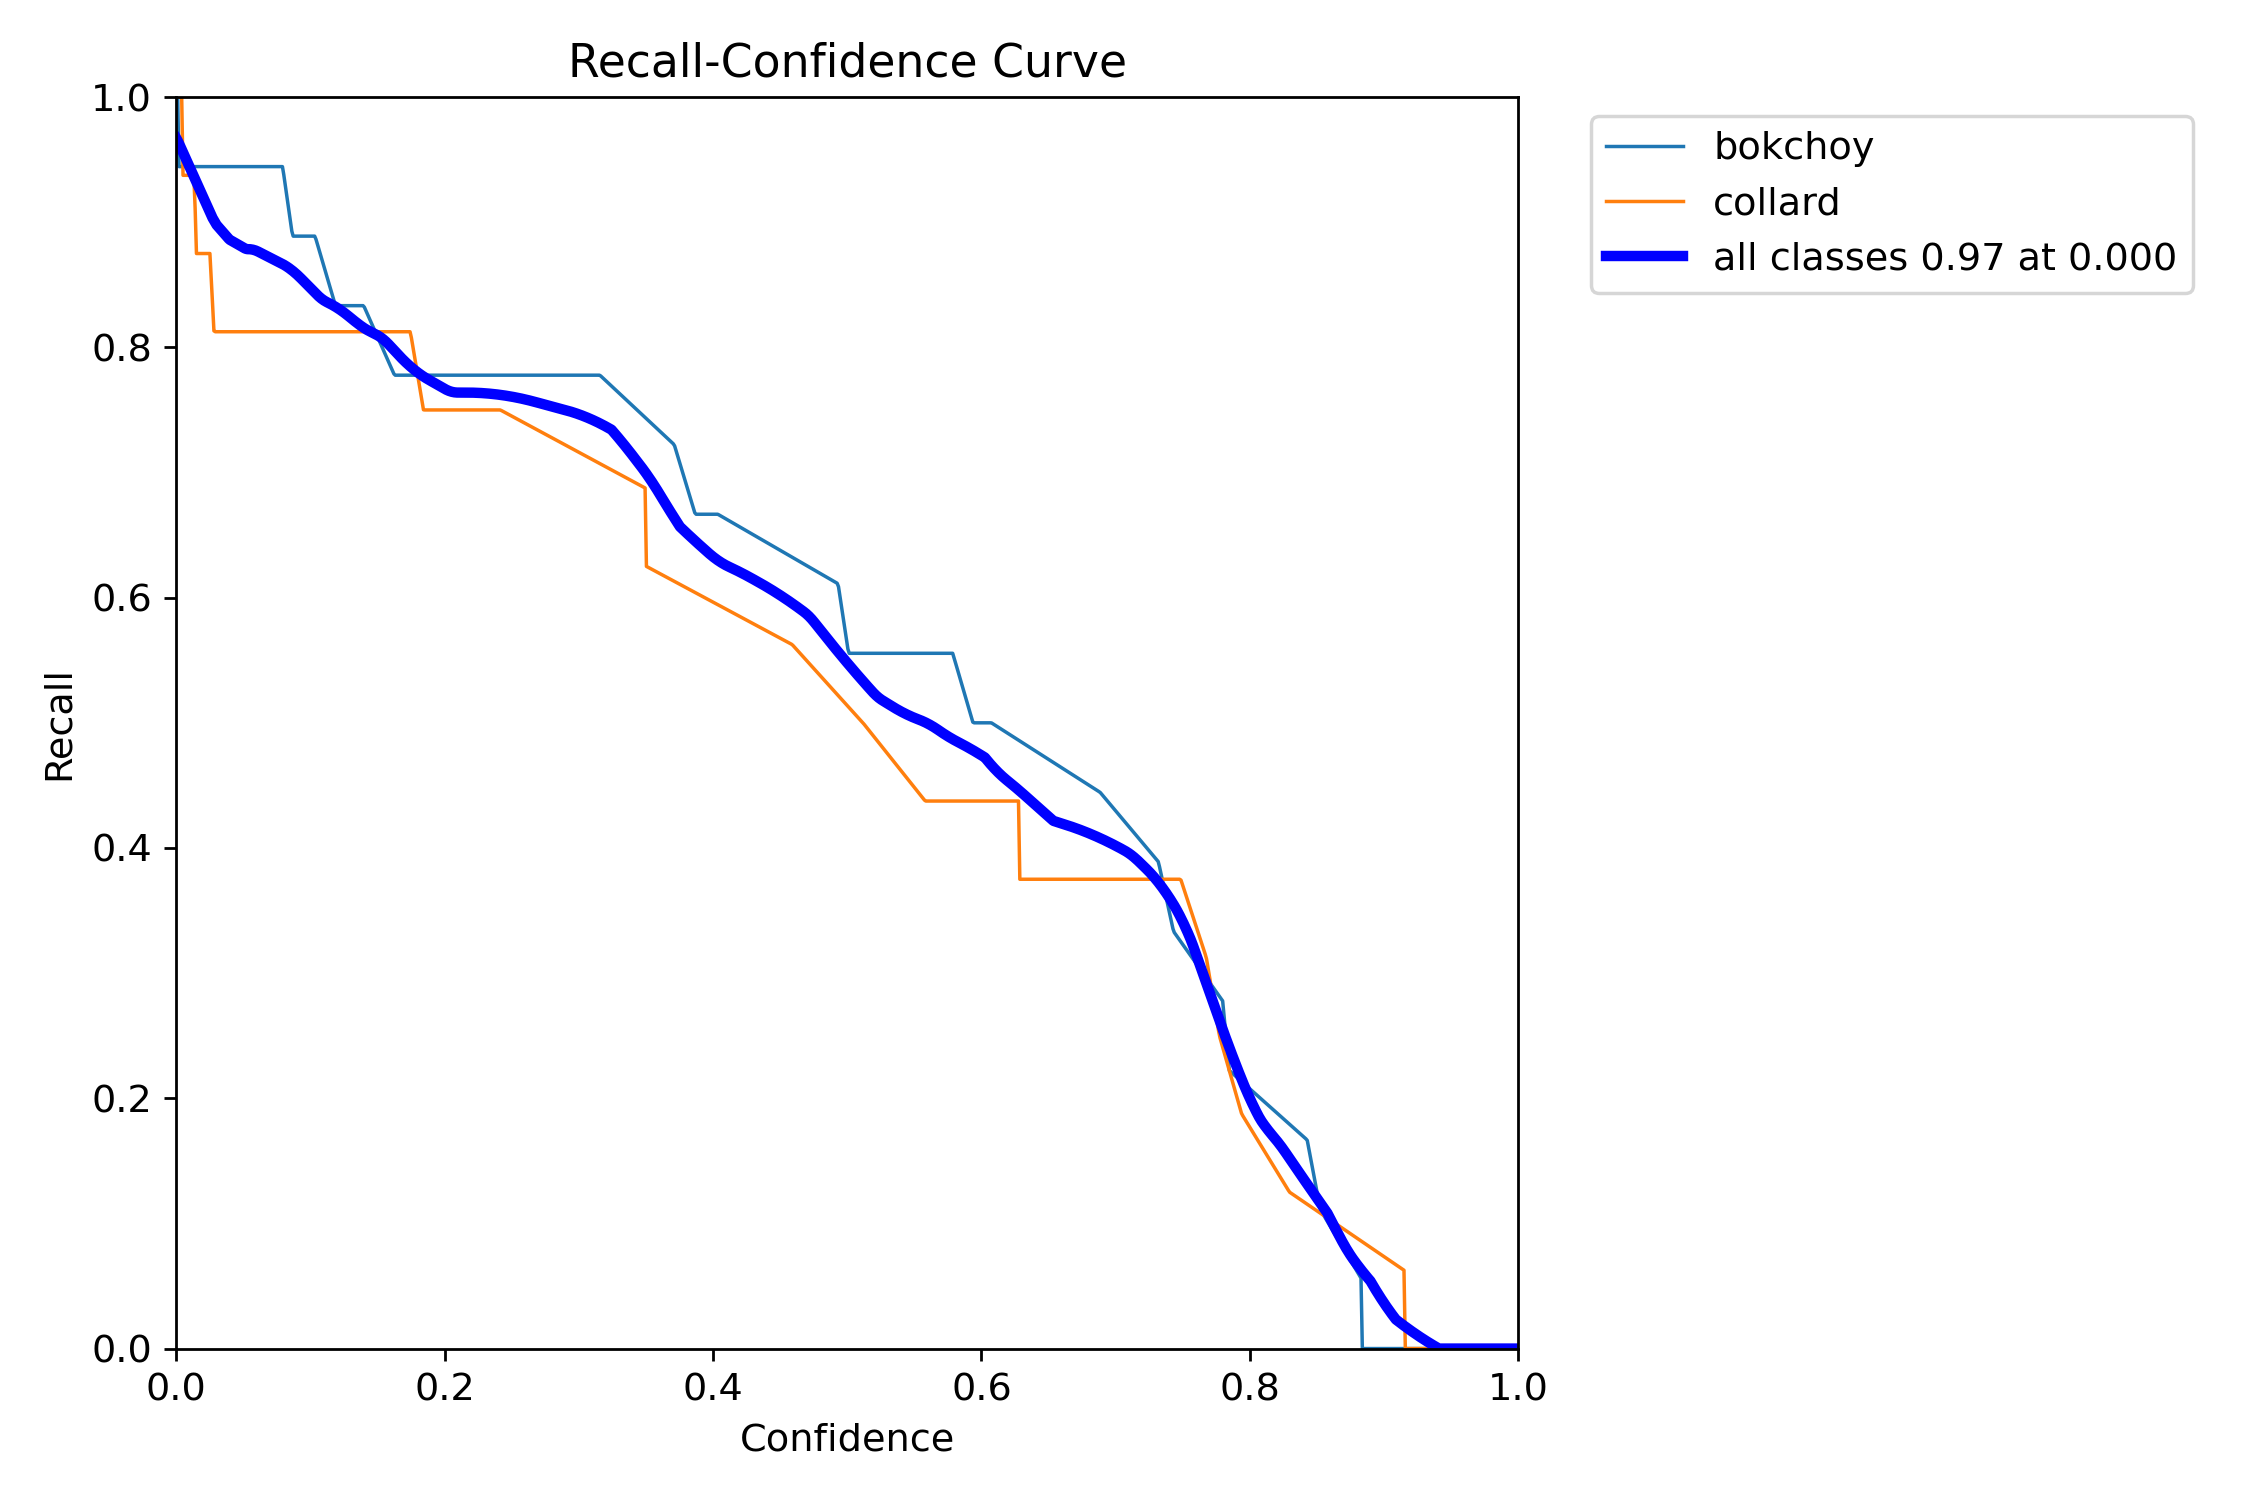 Recall-Confidence Curve
1.0
0.8
0.6
0.4
0.2
0.0
Recall
0.0 0.2 0.4 0.6 0.8 1.0
Confidence
bokchoy
collard
all classes 0.97 at 0.000